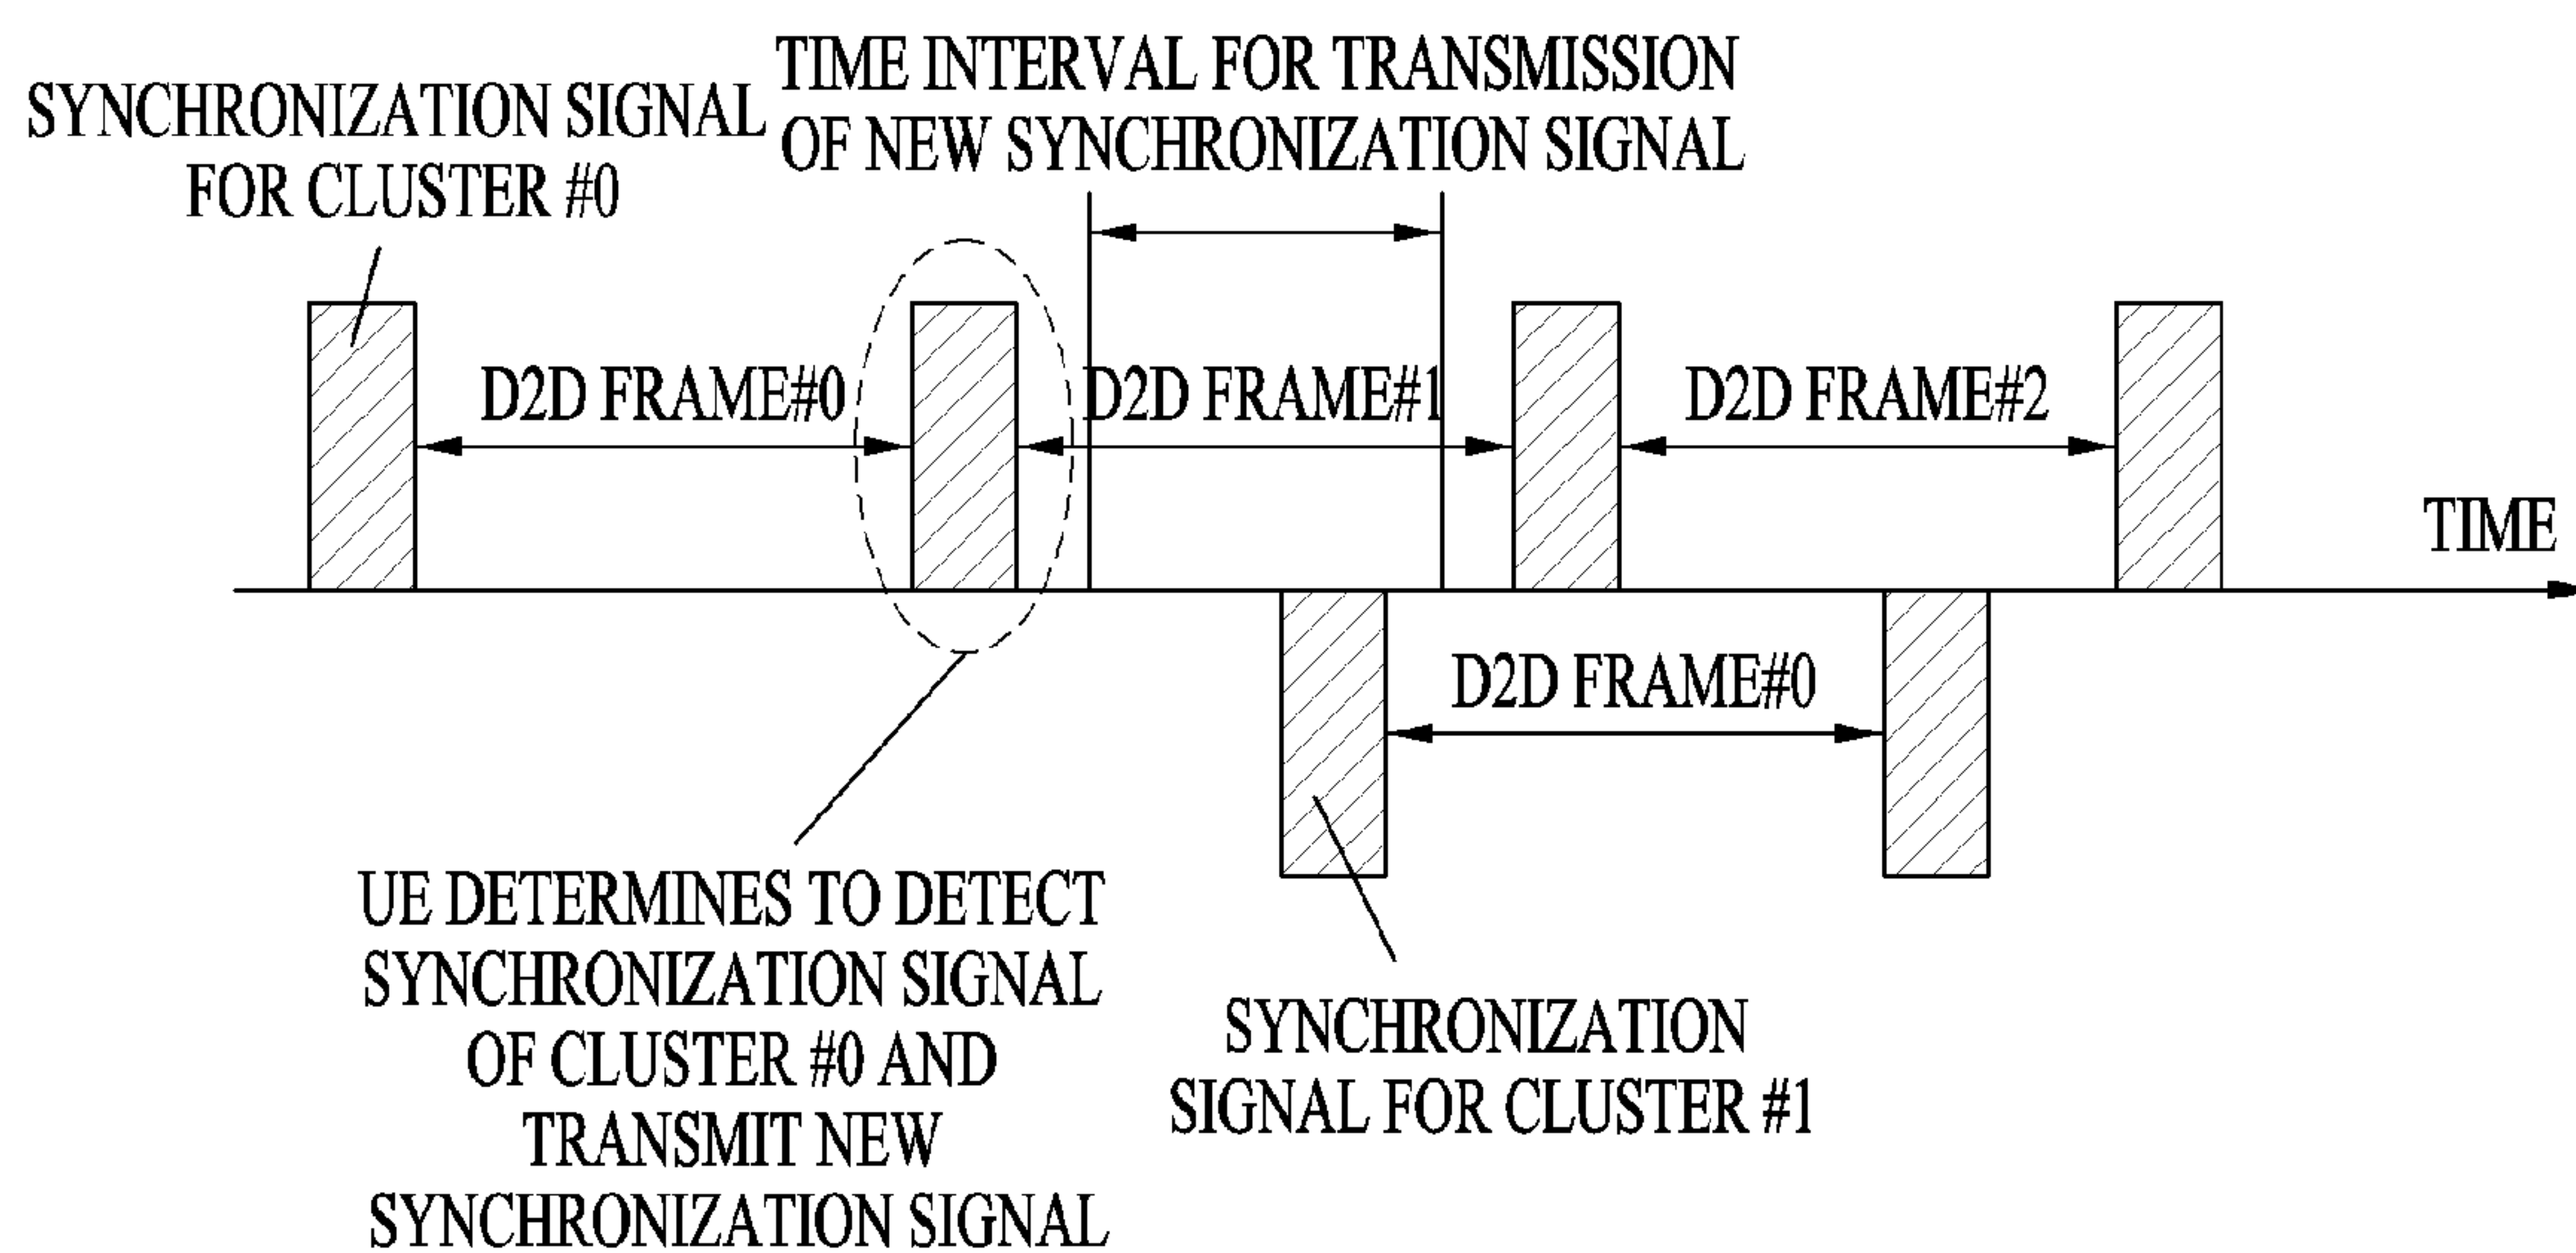 SYNCHRONIZATION SIGNAL
FOR CLUSTER #0
TIME INTERVAL FOR TRANSMISSION
OF NEW SYNCHRONIZATION SIGNAL
D2D FRAME#0
D2D FRAME#1
D2D FRAME#2
TIME
D2D FRAME#0
UE DETERMINES TO DETECT
SYNCHRONIZATION SIGNAL
OF CLUSTER #0 AND
TRANSMIT NEW
SYNCHRONIZATION SIGNAL
SYNCHRONIZATION
SIGNAL FOR CLUSTER #1